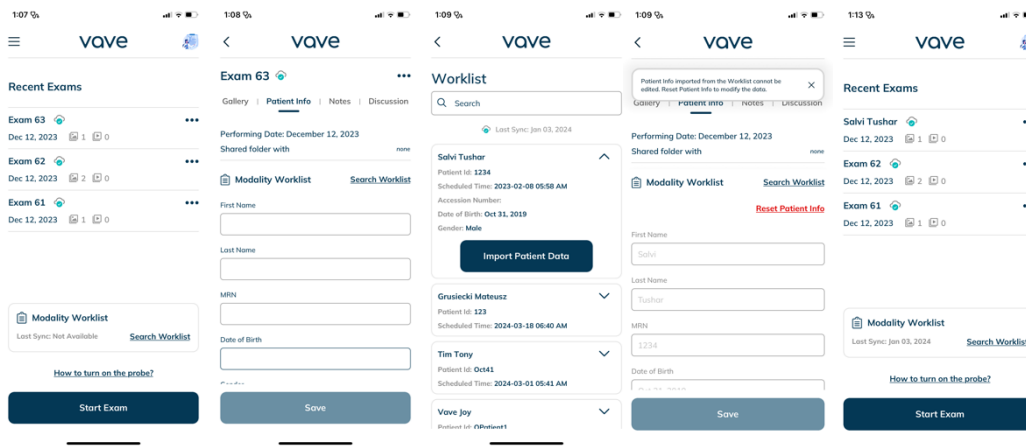 1:07
vave
Recent Exams
Exam 63
Dec 12, 2023 1 0
Exam 62
Dec 12, 2023 2 0
Exam 61
Dec 12, 2023 1 0
Modality Worklist
Last Sync: Not Available Search Worklist
How to turn on the probe?
Start Exam
1:08
vave
Exam 63
Gallery | Patient Info | Notes | Discussion
Performing Date: December 12, 2023
Shared folder with none
Modality Worklist Search Worklist
First Name
Last Name
MRN
Date of Birth
Gender
Save
1:09
vave
Worklist
Search
Last Sync: Jan 03, 2024
Salvi Tushar
Patient Id: 1234
Scheduled Time: 2023-02-08 05:58 AM
Accession Number:
Date of Birth: Oct 31, 2019
Gender: Male
Import Patient Data
Grusiecki Mateusz
Patient Id: 123
Scheduled Time: 2024-03-18 06:40 AM
Tim Tony
Patient Id: Oct41
Scheduled Time: 2024-03-01 05:41 AM
Vave Jay
Patient Id: QPatient1
1:09
vave
Patient Info imported from the Worklist cannot be
edited. Reset Patient Info to modify the data.
Gallery | Patient Info | Notes | Discussion
Performing Date: December 12, 2023
Shared folder with none
Modality Worklist Search Worklist
Reset Patient Info
First Name
Salvi
Last Name
Tushar
MRN
1234
Date of Birth
Oct 31, 2019
Save
1:13
vave
Recent Exams
Salvi Tushar
Dec 12, 2023 1 0
Exam 62
Dec 12, 2023 2 0
Exam 61
Dec 12, 2023 1 0
Modality Worklist
Last Sync: Jan 03, 2024 Search Worklist
How to turn on the probe?
Start Exam